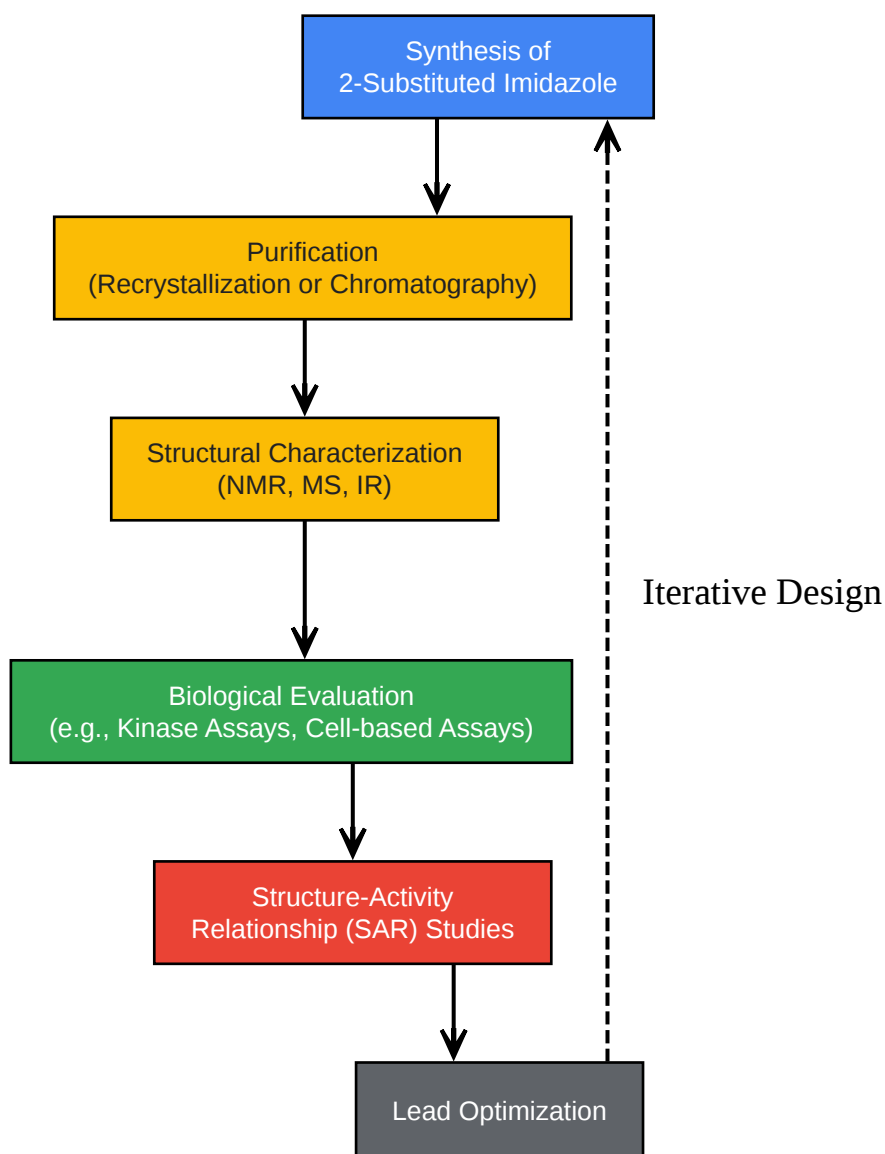 Synthesis of
2-Substituted Imidazole
Purification
(Recrystallization or Chromatography)
Structural Characterization
(NMR, MS, IR)
Iterative Design
Biological Evaluation
(e.g., Kinase Assays, Cell-based Assays)
Structure-Activity
Relationship (SAR) Studies
Lead Optimization